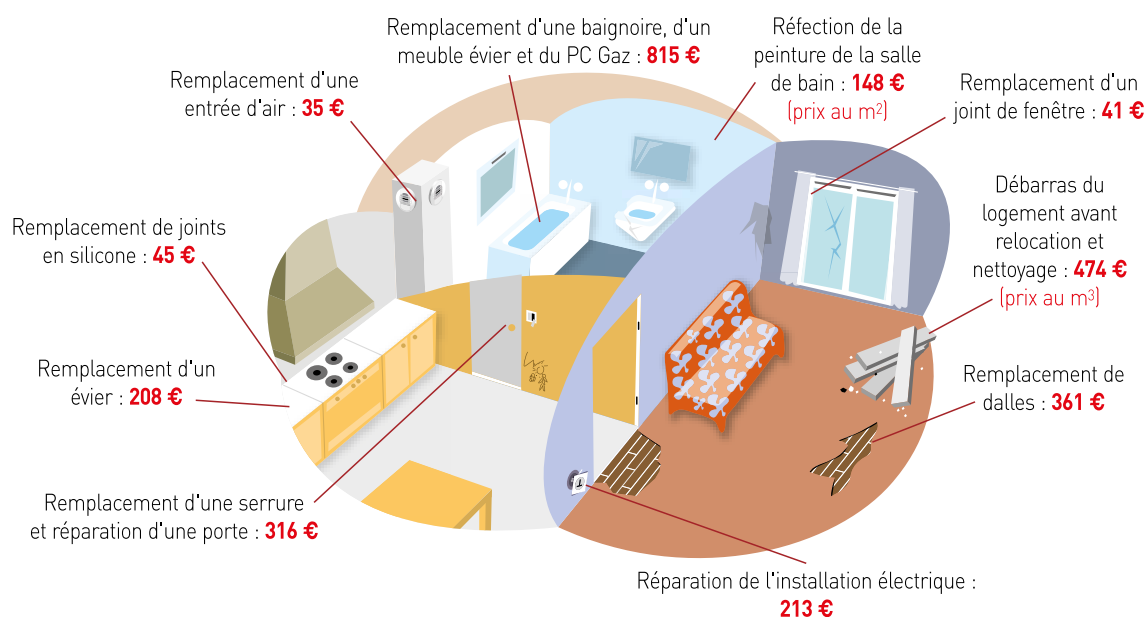 Remplacement d'une baignoire, d'un
meuble évier et du PC Gaz : 815 €
Réfection de la
peinture de la salle
de bain : 148 €
(prix au m²)
Remplacement d'une
entrée d'air : 35 €
Remplacement d'un
joint de fenêtre : 41 €
Débarras du
logement avant
relocation et
nettoyage : 474 €
(prix au m³)
Remplacement de joints
en silicone : 45 €
Remplacement d'un
évier : 208 €
Remplacement de
dalles : 361 €
Remplacement d'une serrure
et réparation d'une porte : 316 €
Réparation de l'installation électrique :
213 €